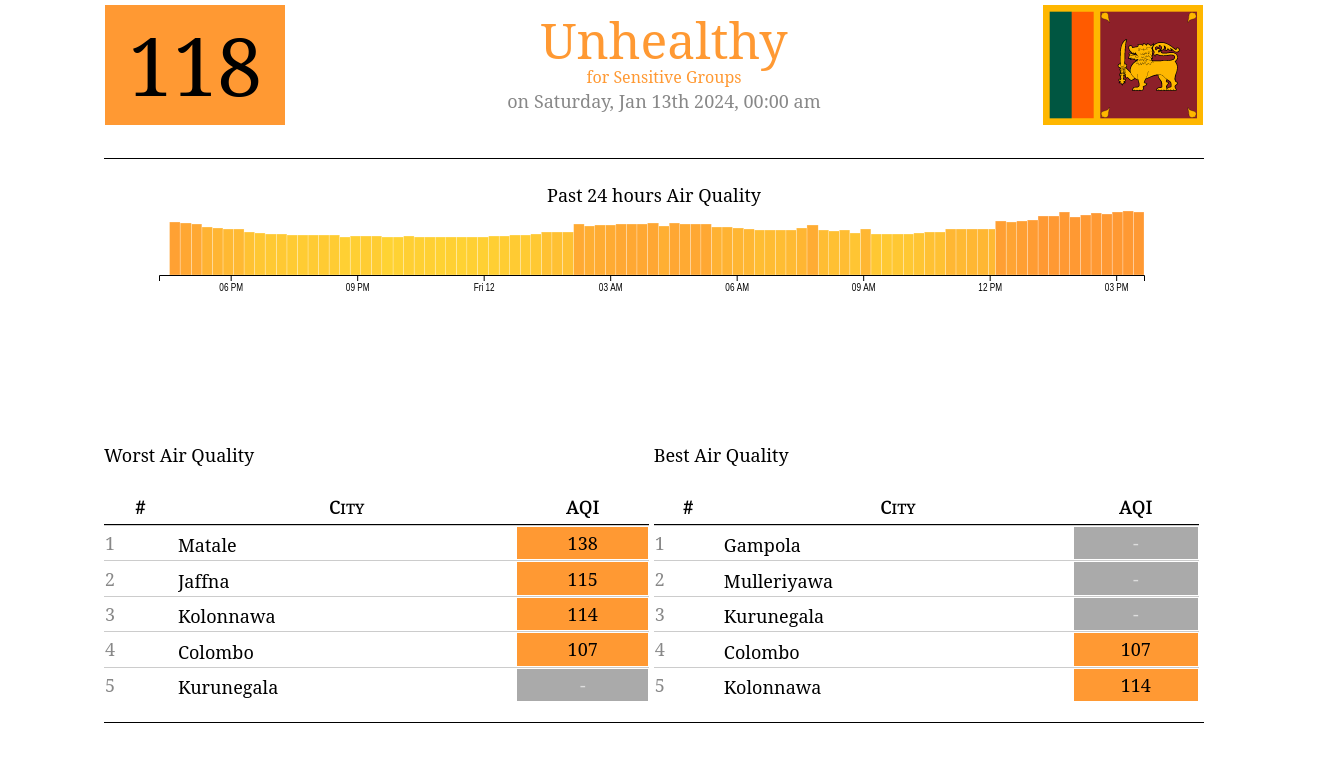 118
Unhealthy
for Sensitive Groups
on Saturday, Jan 13th 2024, 00:00 am
Past 24 hours Air Quality
06 PM 09 PM Fri 12 03 AM 06 AM 09 AM 12 PM 03 PM
Worst Air Quality
# City AQI
1 Matale 138
2 Jaffna 115
3 Kolonnawa 114
4 Colombo 107
5 Kurunegala -
Best Air Quality
# City AQI
1 Gampola -
2 Mulleriyawa -
3 Kurunegala -
4 Colombo 107
5 Kolonnawa 114